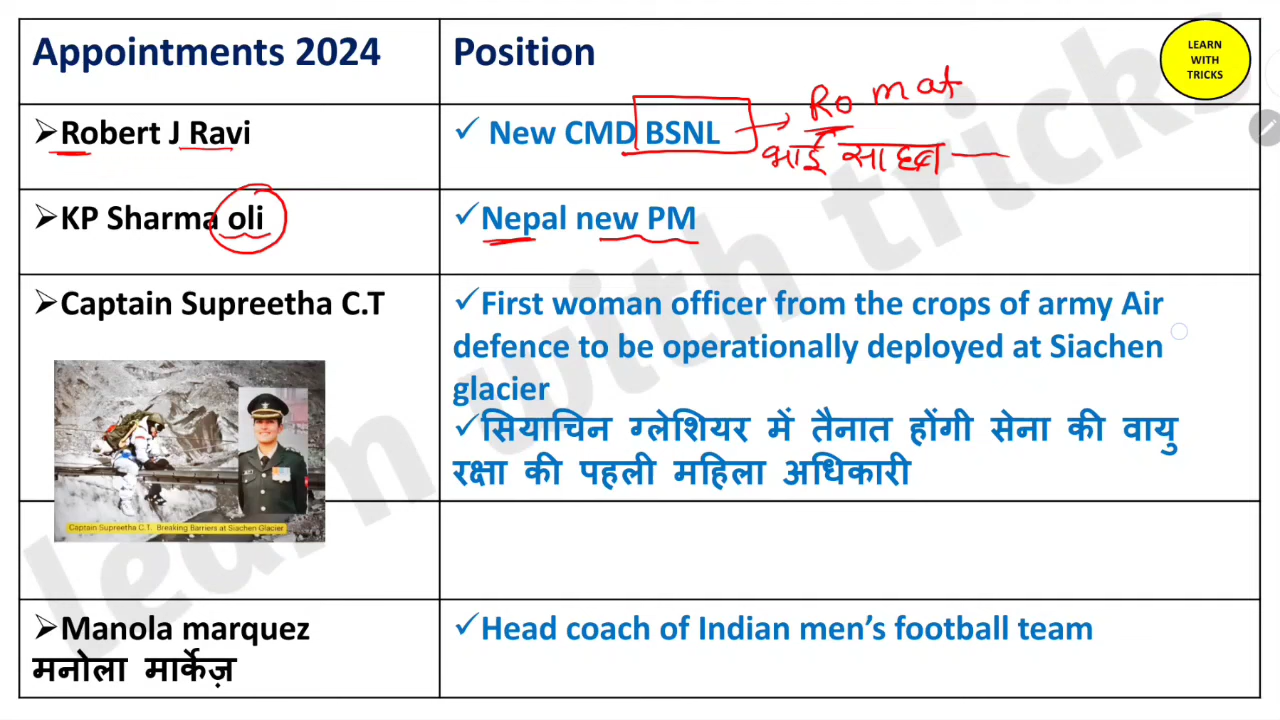 Appointments 2024
Position
LEARN
WITH
TRICKS
➢Robert J Ravi
✓ New CMD BSNL
Ro mat
भाई साहब
➢KP Sharma oli
✓Nepal new PM
➢Captain Supreetha C.T
✓First woman officer from the crops of army Air
defence to be operationally deployed at Siachen
glacier
✓सियाचिन ग्लेशियर में तैनात होंगी सेना की वायु
रक्षा की पहली महिला अधिकारी
Captain Supreetha C.T. Breaking Barriers at Siachen Glacier
➢Manola marquez
मनोला मार्केज़
✓Head coach of Indian men's football team
learn with tricks